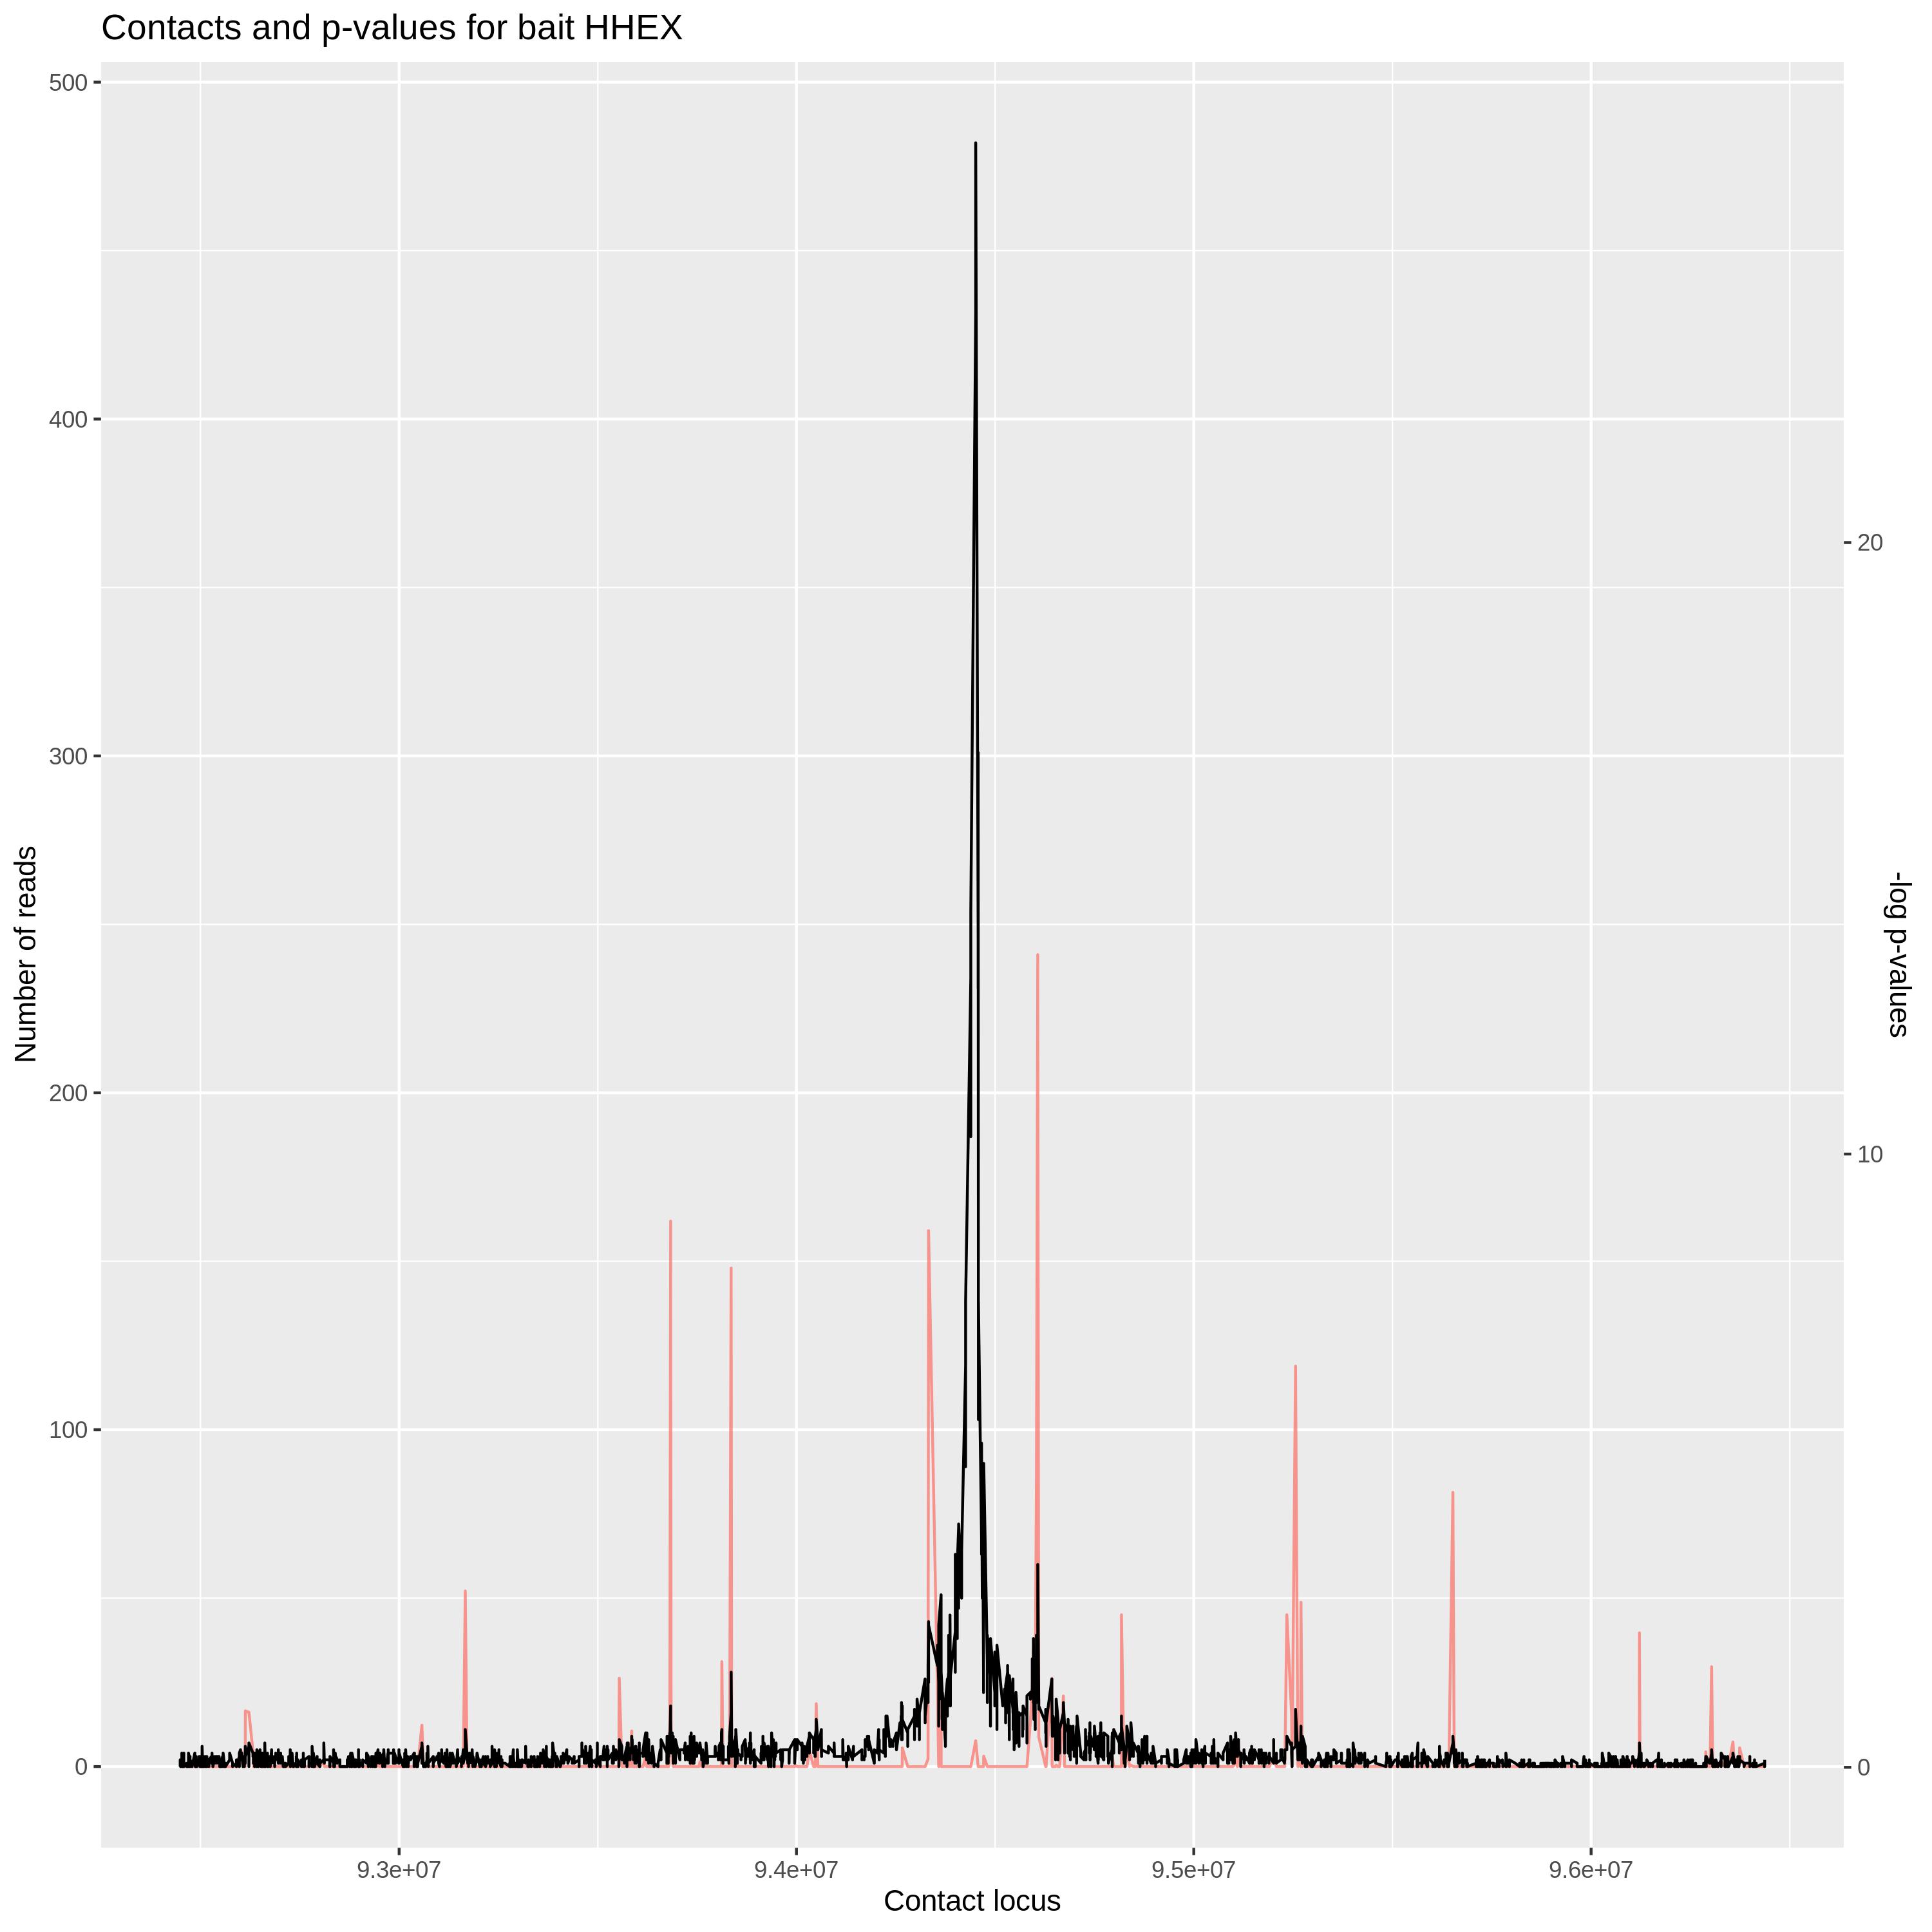 Contacts and p-values for bait HHEX
500
400
300
200
100
0
Number of reads
20
10
0
-log p-values
9.3e+07
9.4e+07
9.5e+07
9.6e+07
Contact locus